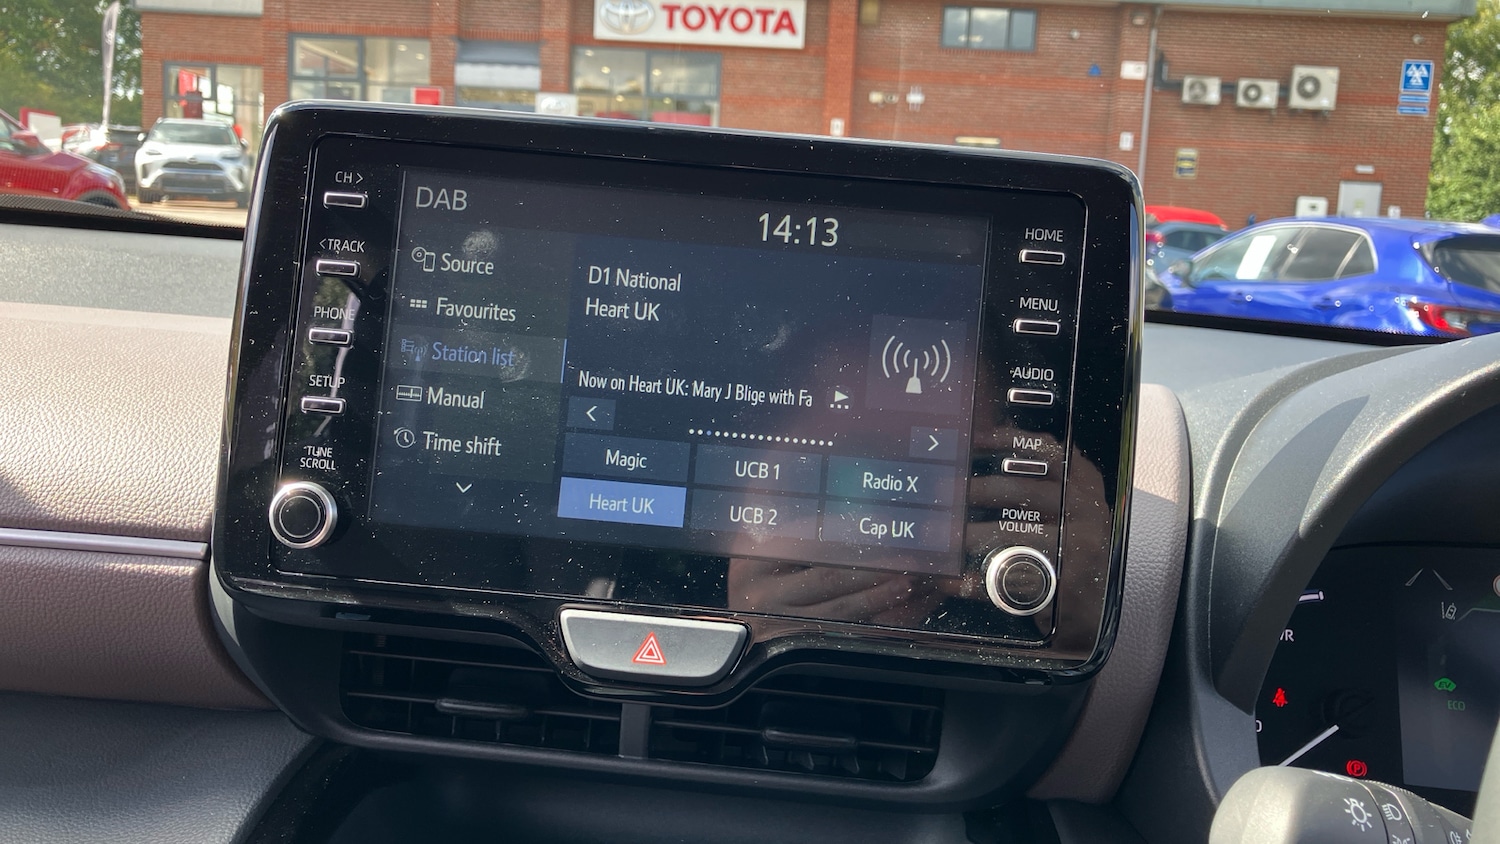 TOYOTA
CH >
< TRACK
PHONE
SETUP
TUNE
SCROLL
DAB
14:13
Source
Favourites
Station list
Manual
Time shift
D1 National
Heart UK
Now on Heart UK: Mary J Blige with Fa
Magic
UCB 1
Radio X
Heart UK
UCB 2
Cap UK
HOME
MENU
AUDIO
MAP
POWER
VOLUME
ECO
EV